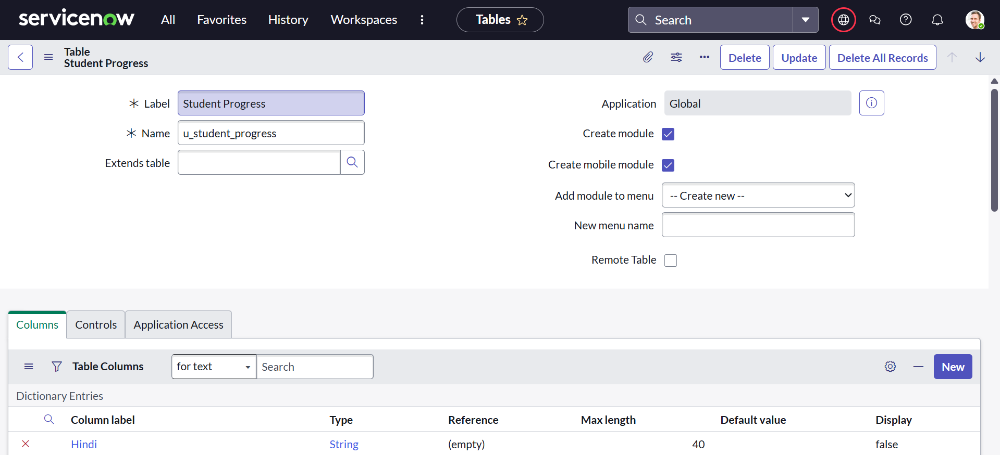 servicenow All Favorites History Workspaces Tables Search
Table
Student Progress
Delete Update Delete All Records
Label Student Progress
Application Global
Name u_student_progress
Create module
Extends table
Create mobile module
Add module to menu -- Create new --
New menu name
Remote Table
Columns Controls Application Access
Table Columns for text Search New
Dictionary Entries
Column label Type Reference Max length Default value Display
Hindi String (empty) 40 false